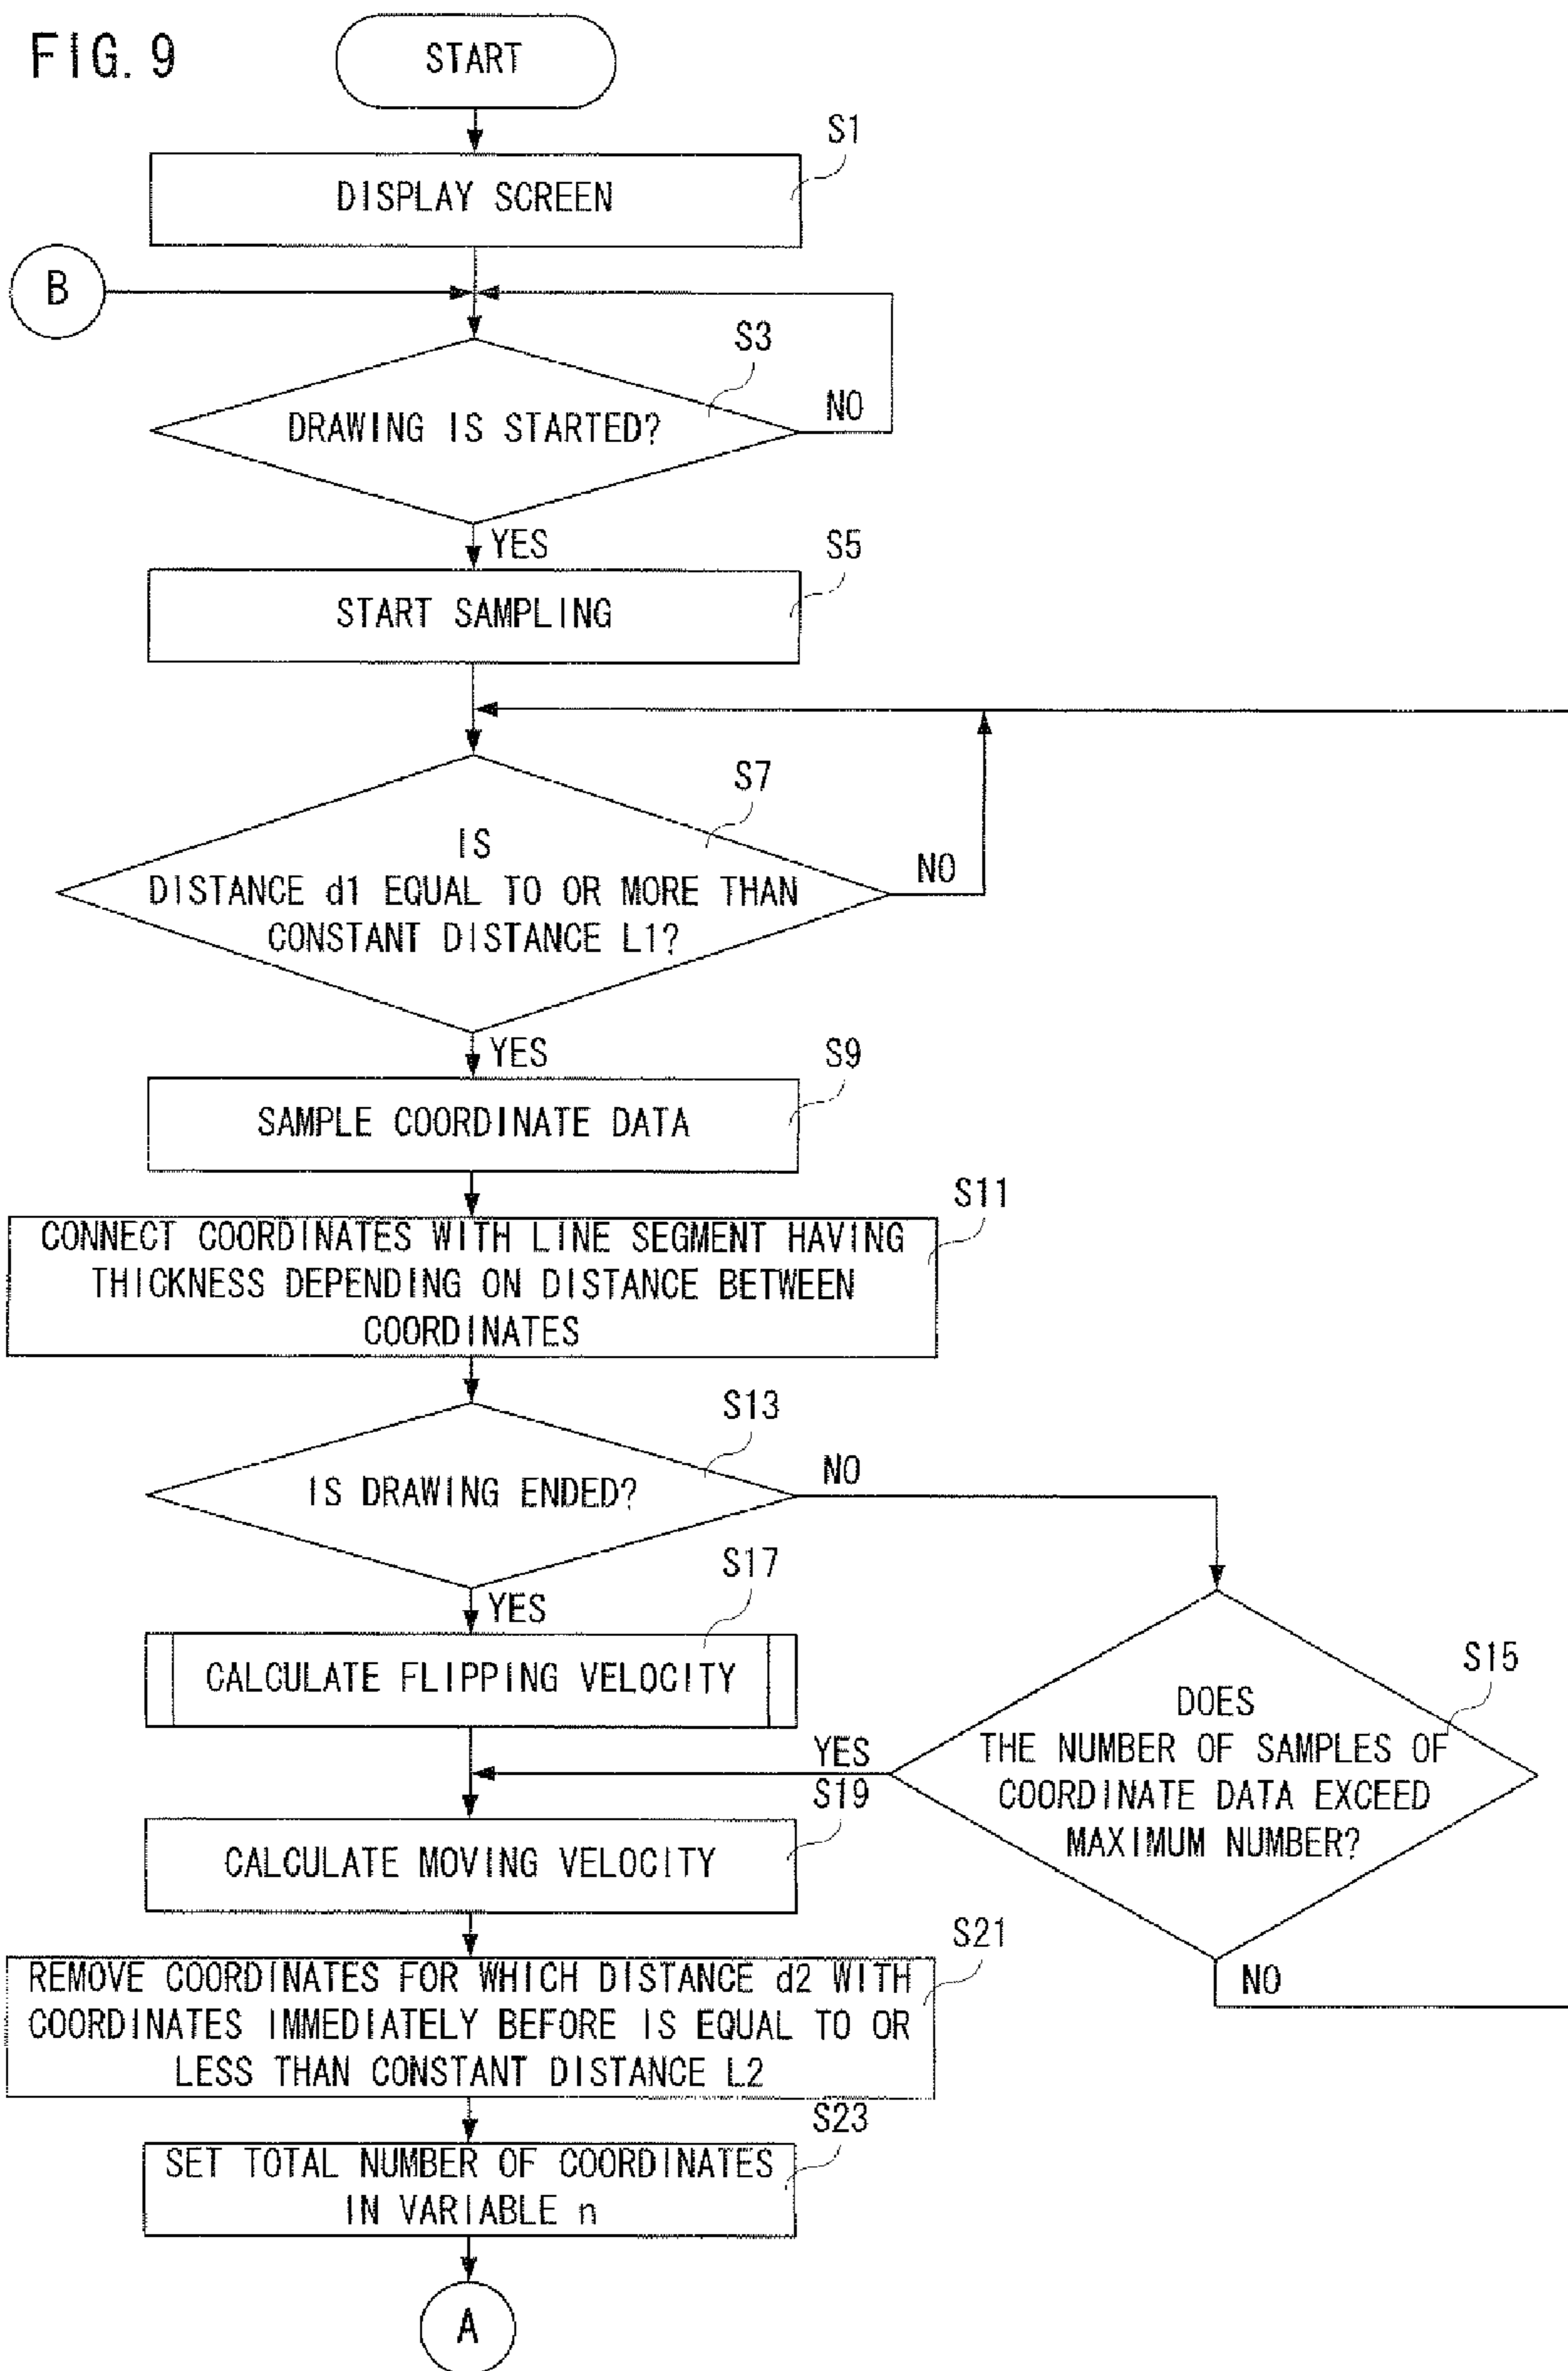 FIG. 9
START
S1
DISPLAY SCREEN
B
S3
DRAWING IS STARTED?
NO
YES
S5
START SAMPLING
S7
IS
DISTANCE d1 EQUAL TO OR MORE THAN
CONSTANT DISTANCE L1?
NO
YES
S9
SAMPLE COORDINATE DATA
S11
CONNECT COORDINATES WITH LINE SEGMENT HAVING
THICKNESS DEPENDING ON DISTANCE BETWEEN
COORDINATES
S13
IS DRAWING ENDED?
NO
YES
S17
CALCULATE FLIPPING VELOCITY
S15
DOES
THE NUMBER OF SAMPLES OF
COORDINATE DATA EXCEED
MAXIMUM NUMBER?
YES
NO
S19
CALCULATE MOVING VELOCITY
S21
REMOVE COORDINATES FOR WHICH DISTANCE d2 WITH
COORDINATES IMMEDIATELY BEFORE IS EQUAL TO OR
LESS THAN CONSTANT DISTANCE L2
S23
SET TOTAL NUMBER OF COORDINATES
IN VARIABLE n
A